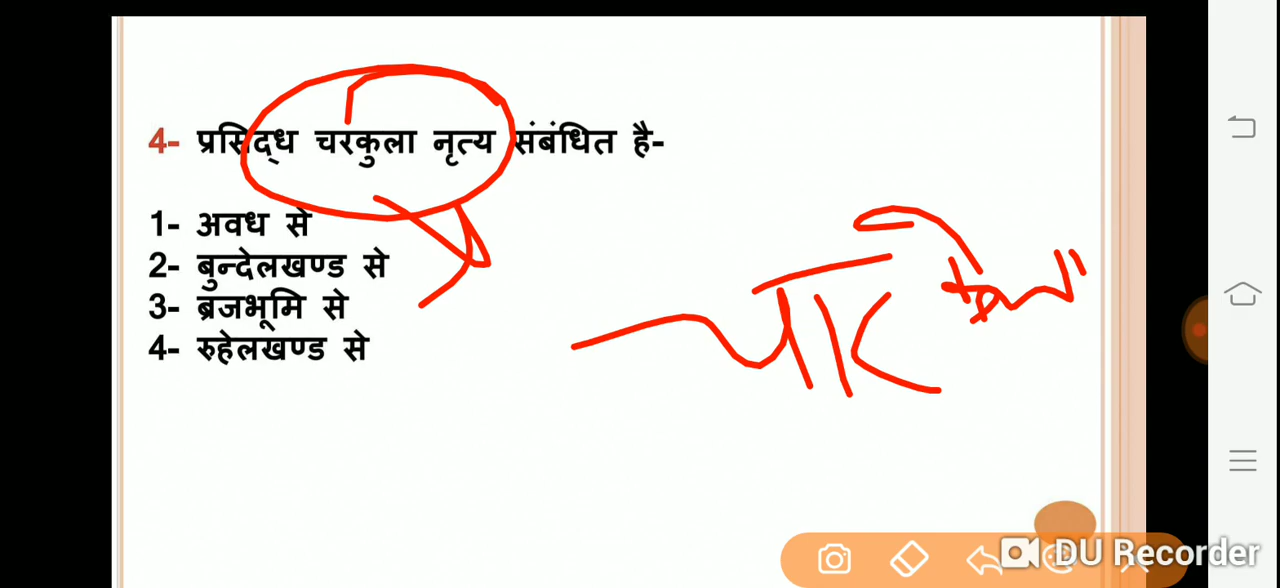 4- प्रसिद्ध चरकुला नृत्य संबंधित है-
1- अवध से
2- बुन्देलखण्ड से
3- ब्रजभूमि से
4- रुहेलखण्ड से
DU Recorder